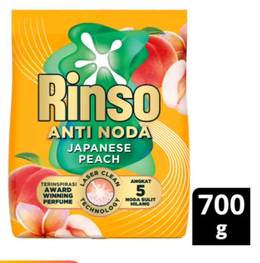 Rinso
ANTI NODA
JAPANESE
PEACH
TERINSPIRASI
AWARD
WINNING
PERFUME
LASER CLEAN
TECHNOLOGY
ANGKAT
5
NODA SULIT
HILANG
700
g